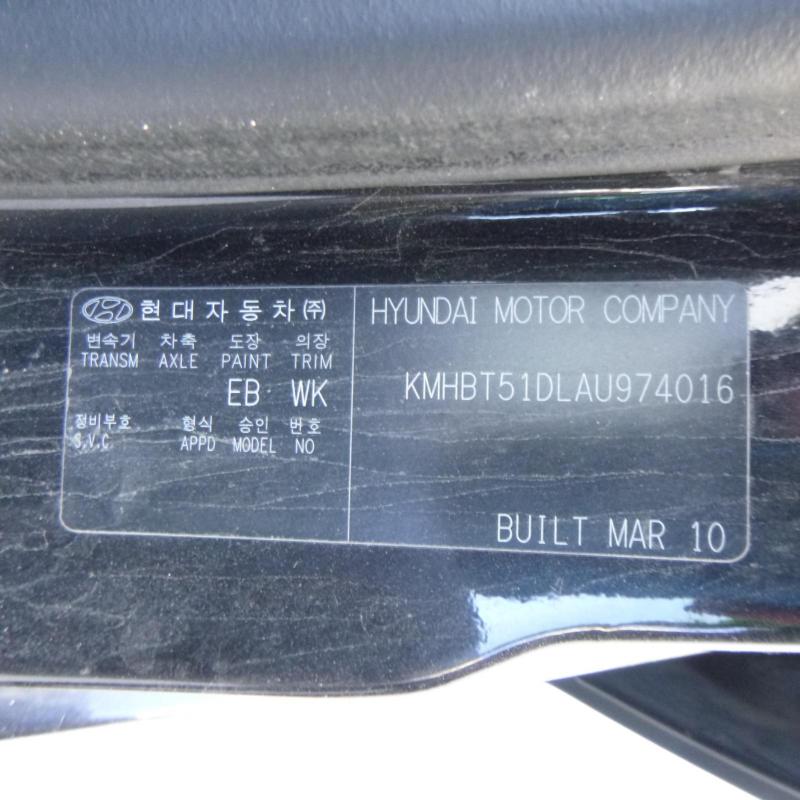 현대자동차㈜
변속기 차축 도장 의장
TRANSM AXLE PAINT TRIM
EB WK
정비부호 형식 승인 번호
S.V.C APPD MODEL NO
HYUNDAI MOTOR COMPANY
KMHBT51DLAU974016
BUILT MAR 10